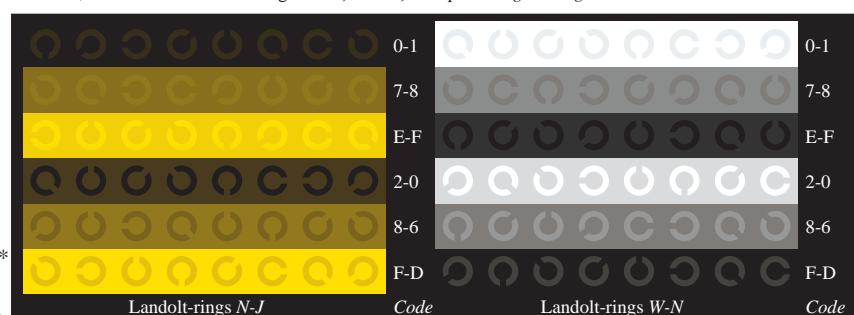 0-1 0-1
7-8 7-8
E-F E-F
2-0 2-0
8-6 8-6
* F-D F-D
Landolt-rings N-J Code Landolt-rings W-N Code